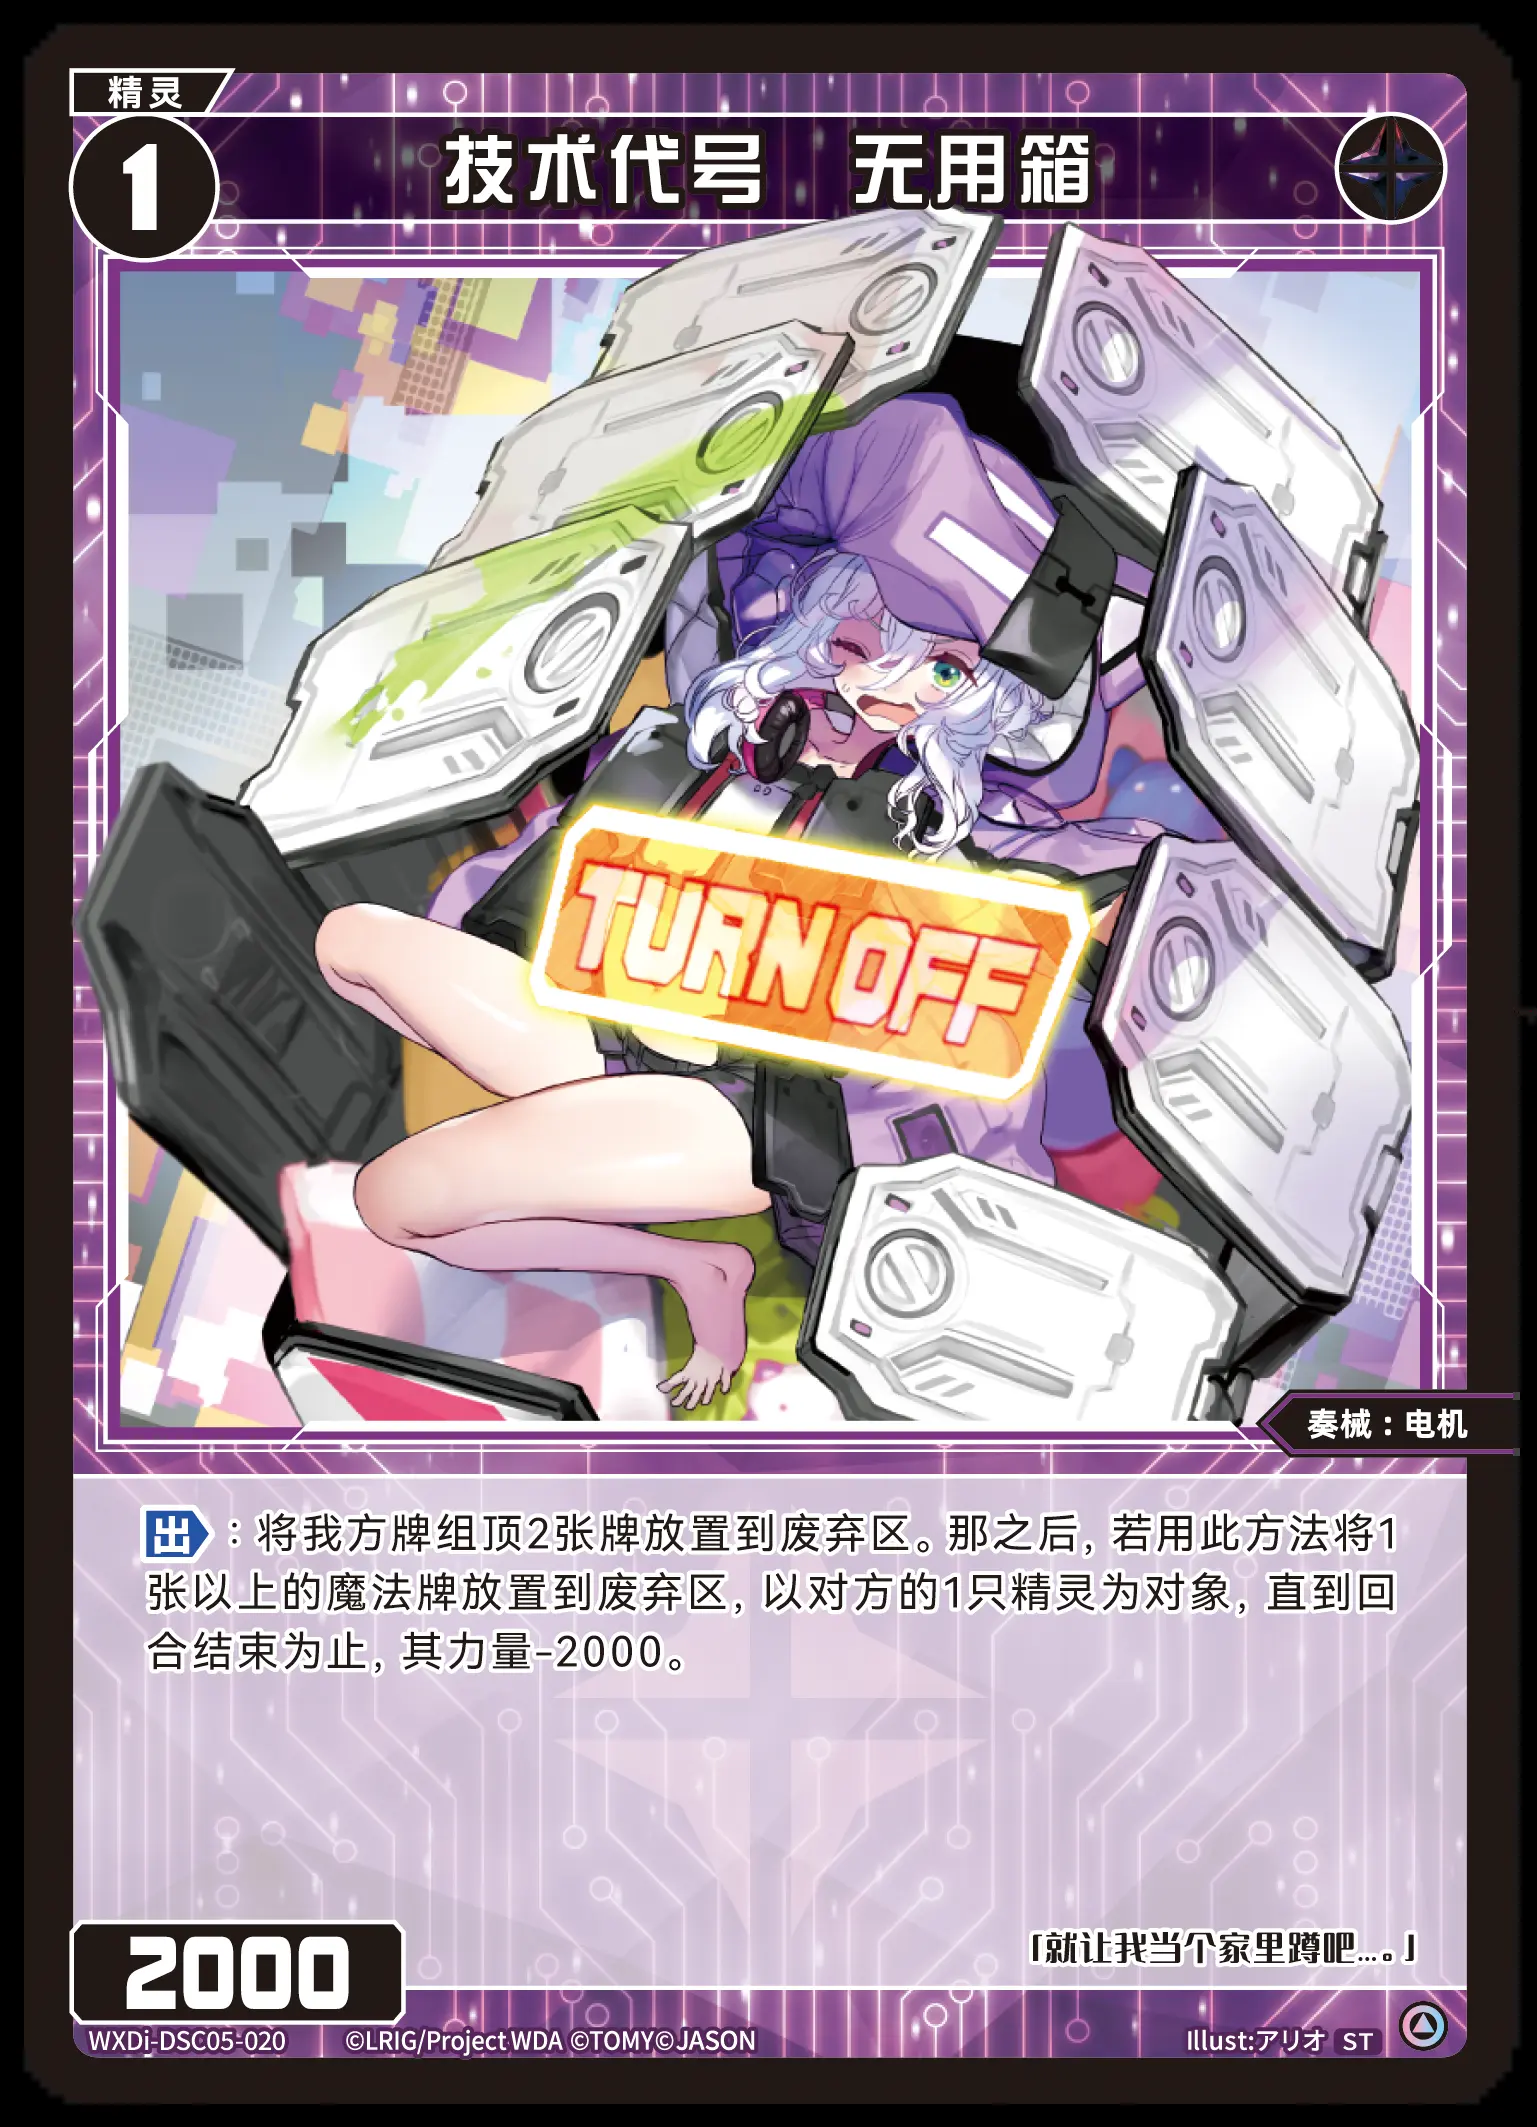 精灵
1
技术代号　无用箱
TURN OFF
奏械：电机
出：将我方牌组顶2张牌放置到废弃区。那之后, 若用此方法将1
张以上的魔法牌放置到废弃区, 以对方的1只精灵为对象, 直到回
合结束为止, 其力量-2000。
「就让我当个家里蹲吧…。」
2000
WXDi-DSC05-020 ©LRIG/Project WDA ©TOMY©JASON Illust:アリオ ST